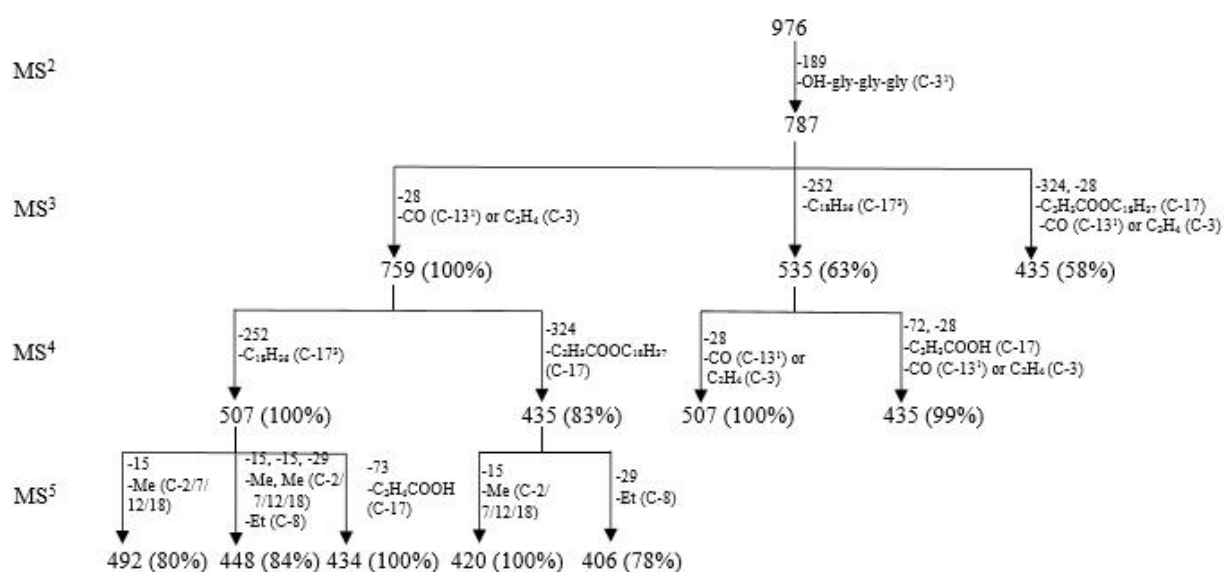 MS²
976
-189
-OH-gly-gly-gly (C-3¹)
787
MS³
-28
-CO (C-13¹) or C₂H₄ (C-3)
-252
-C₁₈H₃₆ (C-17³)
-324, -28
-C₂H₃COOC₁₈H₃₇ (C-17)
-CO (C-13¹) or C₂H₄ (C-3)
759 (100%)
535 (63%)
435 (58%)
MS⁴
-252
-C₁₈H₃₆ (C-17³)
-324
-C₂H₃COOC₁₈H₃₇
(C-17)
-28
-CO (C-13¹) or
C₂H₄ (C-3)
-72, -28
-C₂H₃COOH (C-17)
-CO (C-13¹) or C₂H₄ (C-3)
507 (100%)
435 (83%)
507 (100%)
435 (99%)
MS⁵
-15
-Me (C-2/7/
12/18)
-15, -15, -29
-Me, Me (C-2/
7/12/18)
-Et (C-8)
-73
-C₂H₄COOH
(C-17)
-15
-Me (C-2/
7/12/18)
-29
-Et (C-8)
492 (80%)
448 (84%)
434 (100%)
420 (100%)
406 (78%)